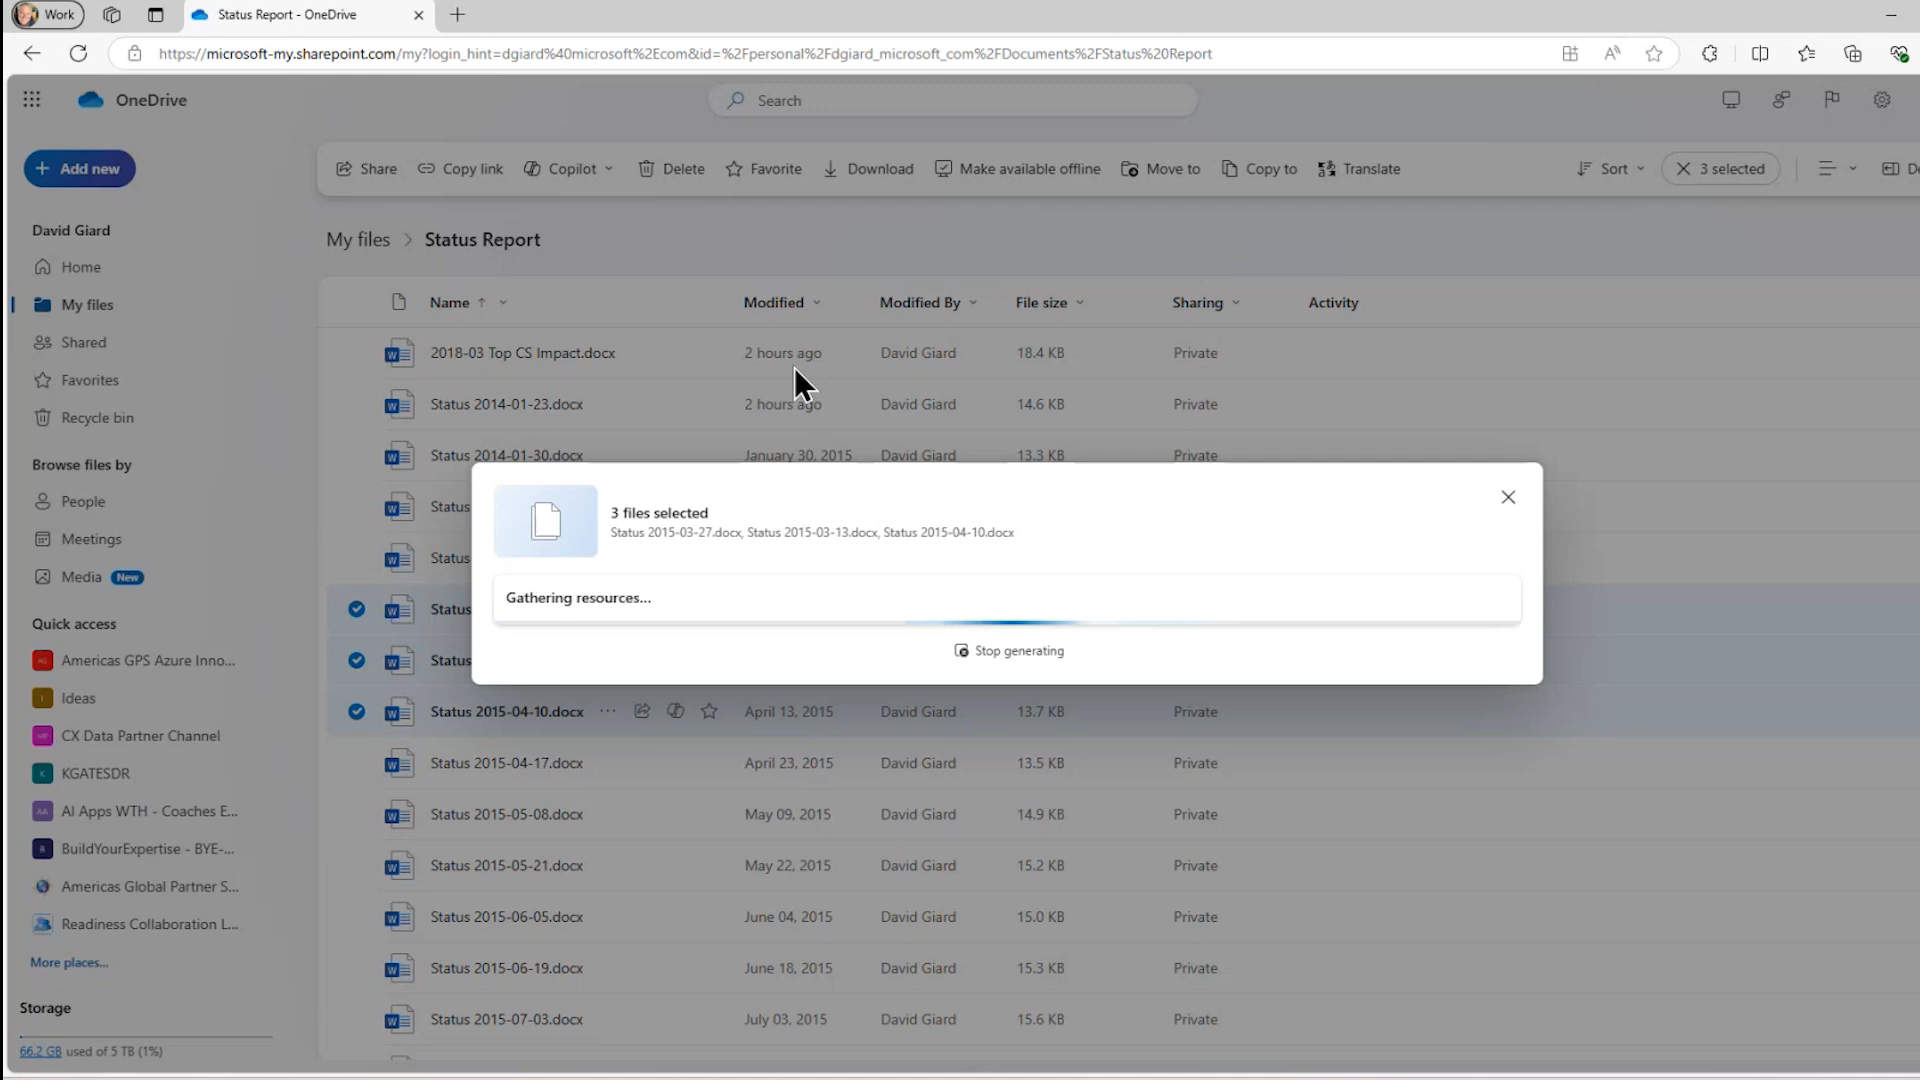 Work
Status Report - OneDrive
https://microsoft-my.sharepoint.com/my?login_hint=dgiard%40microsoft%2Ecom&id=%2Fpersonal%2Fdgiard_microsoft_com%2FDocuments%2FStatus%20Report
OneDrive
Search
Add new
Share
Copy link
Copilot
Delete
Favorite
Download
Make available offline
Move to
Copy to
Translate
Sort
3 selected
De
David Giard
Home
My files
Shared
Favorites
Recycle bin
Browse files by
People
Meetings
Media New
Quick access
Americas GPS Azure Inno...
Ideas
CX Data Partner Channel
KGATESDR
AI Apps WTH - Coaches E...
BuildYourExpertise - BYE-...
Americas Global Partner S...
Readiness Collaboration L...
More places...
Storage
66.2 GB used of 5 TB (1%)
My files > Status Report
Name Modified Modified By File size Sharing Activity
2018-03 Top CS Impact.docx 2 hours ago David Giard 18.4 KB Private
Status 2014-01-23.docx 2 hours ago David Giard 14.6 KB Private
Status 2014-01-30.docx January 30, 2015 David Giard 13.3 KB Private
Status
Status
Status
Status
3 files selected
Status 2015-03-27.docx, Status 2015-03-13.docx, Status 2015-04-10.docx
Gathering resources...
Stop generating
Status 2015-04-10.docx April 13, 2015 David Giard 13.7 KB Private
Status 2015-04-17.docx April 23, 2015 David Giard 13.5 KB Private
Status 2015-05-08.docx May 09, 2015 David Giard 14.9 KB Private
Status 2015-05-21.docx May 22, 2015 David Giard 15.2 KB Private
Status 2015-06-05.docx June 04, 2015 David Giard 15.0 KB Private
Status 2015-06-19.docx June 18, 2015 David Giard 15.3 KB Private
Status 2015-07-03.docx July 03, 2015 David Giard 15.6 KB Private